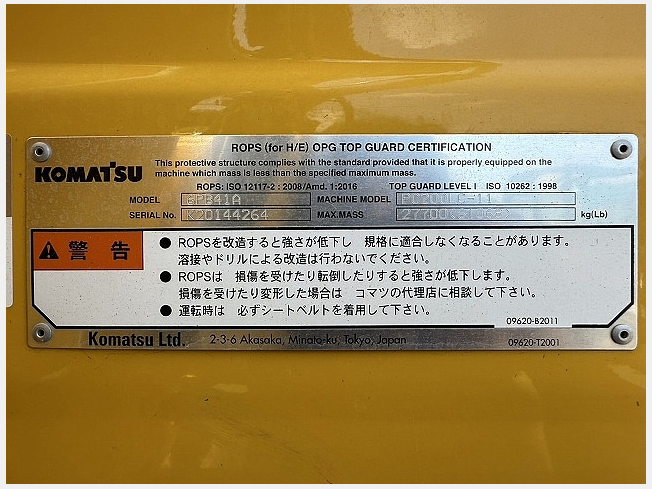 ROPS (for H/E) OPG TOP GUARD CERTIFICATION
KOMATSU
This protective structure complies with the standard provided that it is properly equipped on the
machine which mass is less than the specified maximum mass.
ROPS: ISO 12117-2 : 2008/Amd. 1:2016 TOP GUARD LEVEL I ISO 10262 : 1998
MODEL 6PB41A MACHINE MODEL PC200LC-11
SERIAL No. K20144264 MAX.MASS kg(Lb)
警告
● ROPSを改造すると強さが低下し 規格に適合しなくなることがあります。
溶接やドリルによる改造は行わないでください。
● ROPSは 損傷を受けたり転倒したりすると強さが低下します。
損傷を受けたり変形した場合は コマツの代理店に相談して下さい。
● 運転時は 必ずシートベルトを着用して下さい。
09620-B2011
Komatsu Ltd. 2-3-6 Akasaka, Minato-ku, Tokyo, Japan 09620-T2001